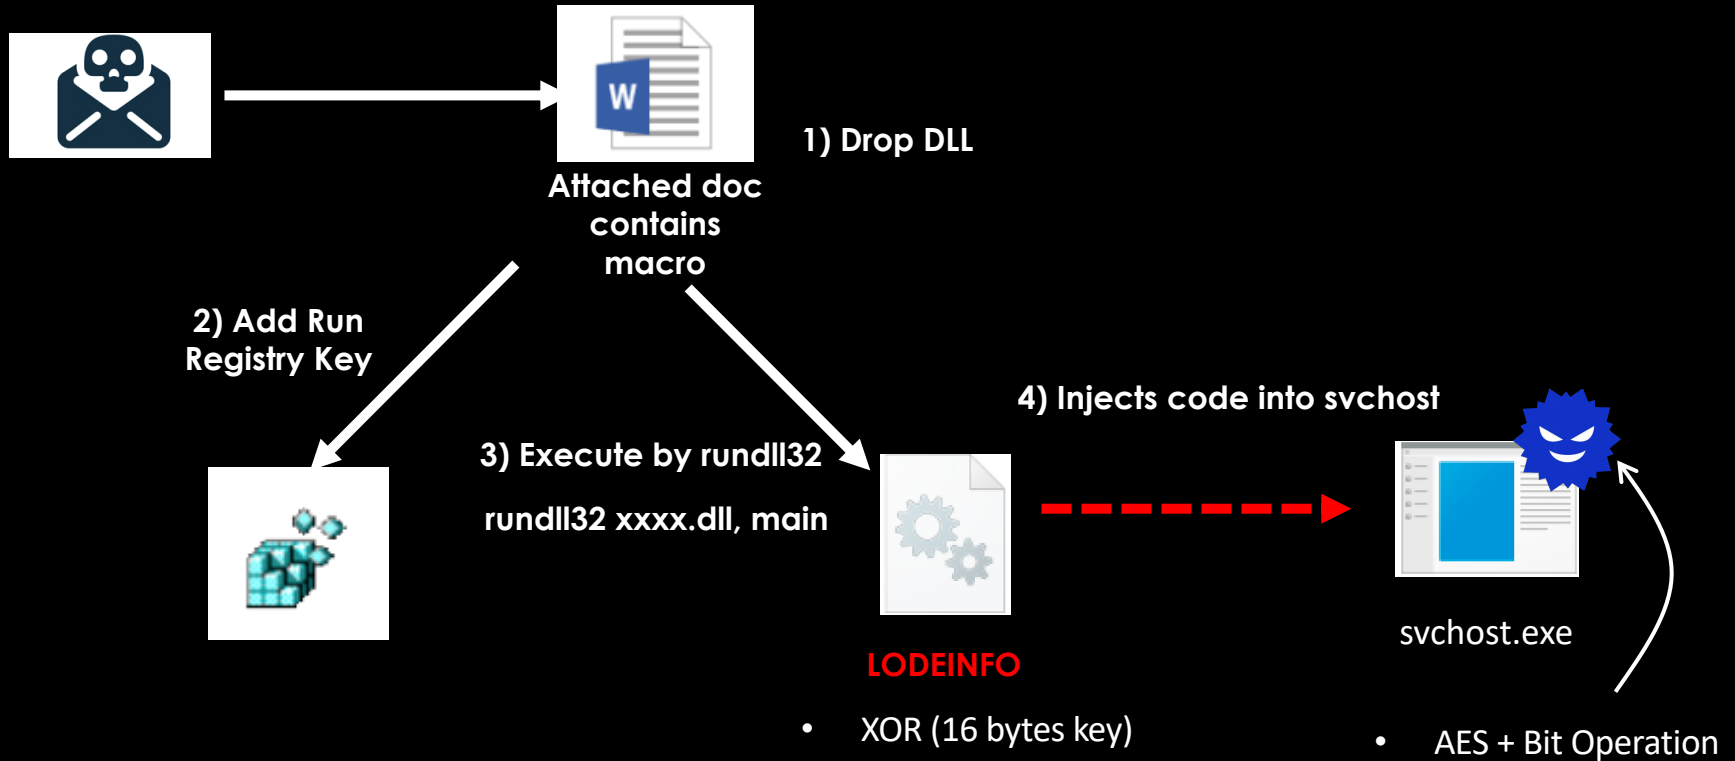 W
1) Drop DLL
Attached doc
contains
macro
2) Add Run
Registry Key
3) Execute by rundll32
rundll32 xxxx.dll, main
4) Injects code into svchost
svchost.exe
LODEINFO
• XOR (16 bytes key)
• AES + Bit Operation